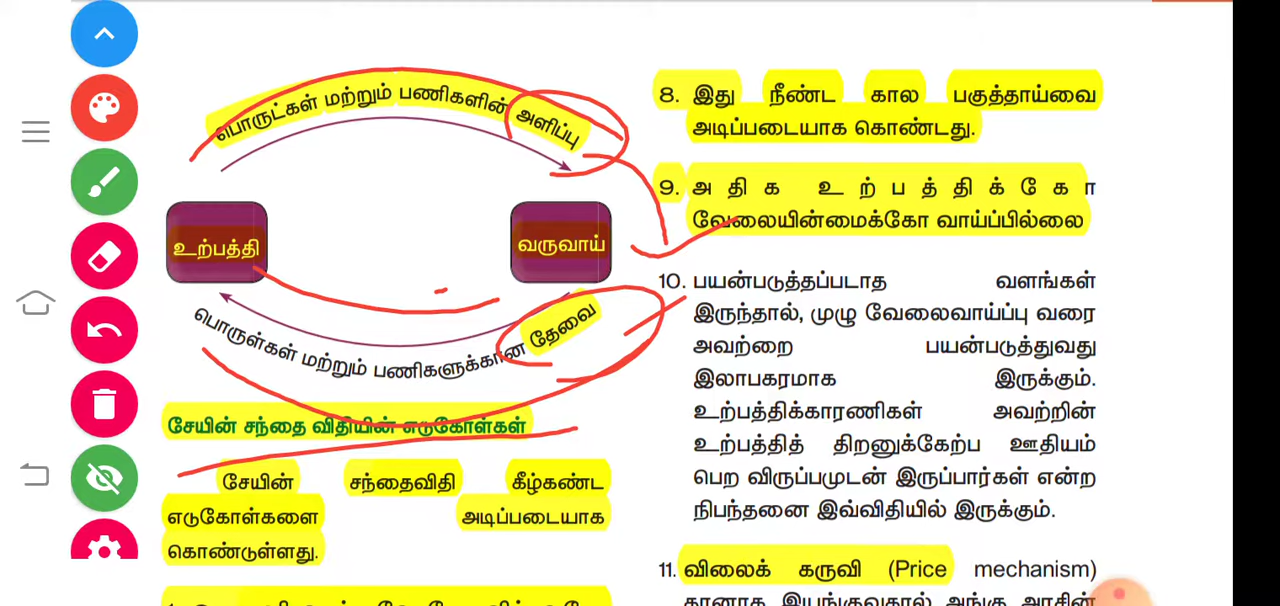 பொருட்கள் மற்றும் பணிகளின் அளிப்பு
உற்பத்தி
வருவாய்
பொருள்கள் மற்றும் பணிகளுக்கான தேவை
சேயின் சந்தை விதியின் எடுகோள்கள்
சேயின் சந்தைவிதி கீழ்கண்ட
எடுகோள்களை அடிப்படையாக
கொண்டுள்ளது.
8. இது நீண்ட கால பகுத்தாய்வை
அடிப்படையாக கொண்டது.
9. அதிக உற்பத்திக்கோ
வேலையின்மைக்கோ வாய்ப்பில்லை
10. பயன்படுத்தப்படாத வளங்கள்
இருந்தால், முழு வேலைவாய்ப்பு வரை
அவற்றை பயன்படுத்துவது
இலாபகரமாக இருக்கும்.
உற்பத்திக்காரணிகள் அவற்றின்
உற்பத்தித் திறனுக்கேற்ப ஊதியம்
பெற விருப்பமுடன் இருப்பார்கள் என்ற
நிபந்தனை இவ்விதியில் இருக்கும்.
11. விலைக் கருவி (Price mechanism)